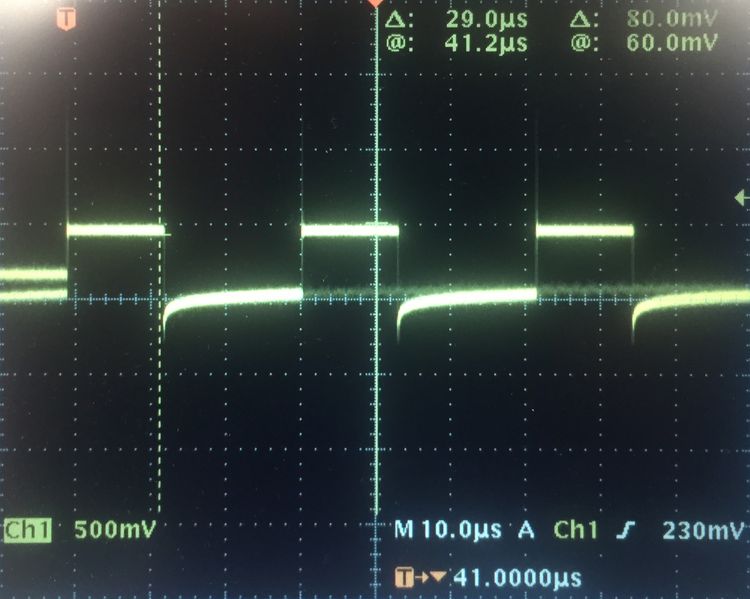 T
Δ: 29.0µs Δ: 80.0mV
@: 41.2µs @: 60.0mV
Ch1 500mV M 10.0µs A Ch1 230mV
T 41.0000µs